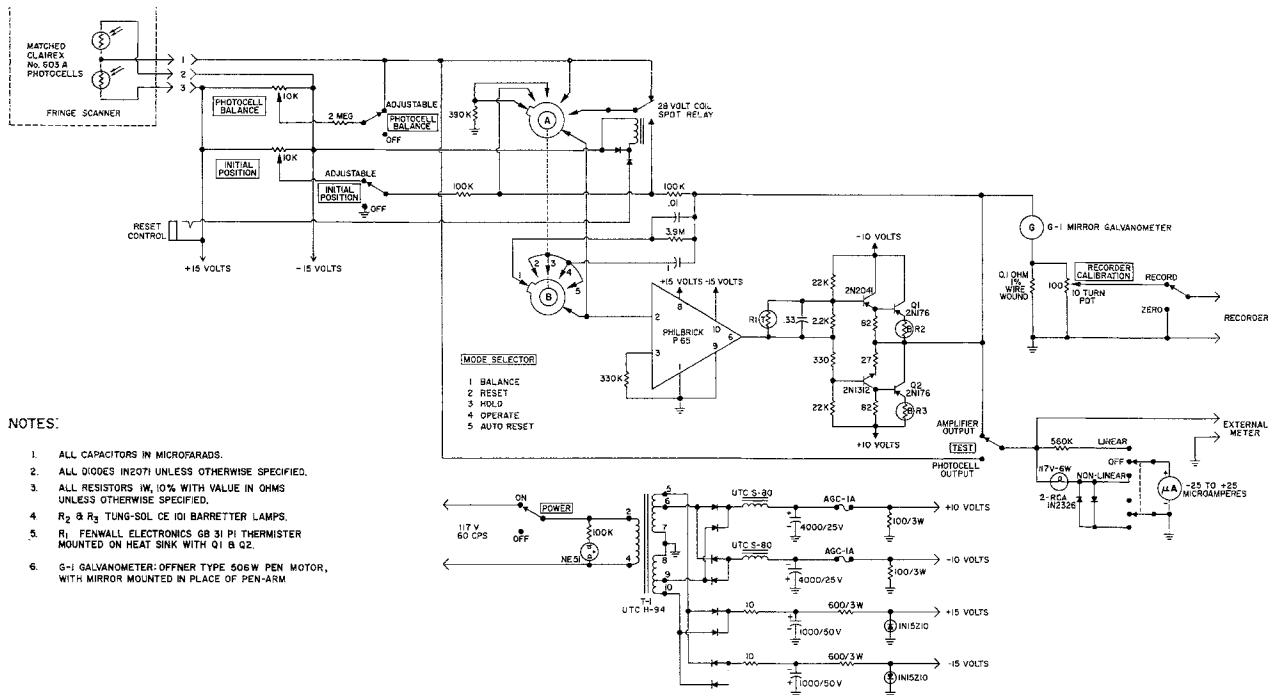 MATCHED
CLAIREX
No. 603 A
PHOTOCELLS
FRINGE SCANNER
1
2
3
PHOTOCELL
BALANCE
10K
2 MEG
ADJUSTABLE
PHOTOCELL
BALANCE
OFF
INITIAL
POSITION
10K
ADJUSTABLE
INITIAL
POSITION
OFF
RESET
CONTROL
+15 VOLTS
-15 VOLTS
390K
A
28 VOLT COIL
SPDT RELAY
100K
100K
.01
3.9M
1
1
2
3
4
5
B
MODE SELECTOR
1 BALANCE
2 RESET
3 HOLD
4 OPERATE
5 AUTO RESET
330K
+15 VOLTS
-15 VOLTS
8
10
2
PHILBRICK
P 65
6
3
9
1
R1
T
.33
-10 VOLTS
22K
2N2041
Q1
2N176
2.2K
82
B
R2
330
27
2N1312
Q2
2N176
22K
82
B
R3
+10 VOLTS
G
G-1 MIRROR GALVANOMETER
0.1 OHM
1%
WIRE
WOUND
100
RECORDER
CALIBRATION
10 TURN
POT
RECORD
ZERO
RECORDER
AMPLIFIER
OUTPUT
TEST
PHOTOCELL
OUTPUT
EXTERNAL
METER
560K
LINEAR
OFF
117V-6W
NON-LINEAR
2-RCA
1N2326
μA
-25 TO +25
MICROAMPERES
NOTES:
1. ALL CAPACITORS IN MICROFARADS.
2. ALL DIODES IN2071 UNLESS OTHERWISE SPECIFIED.
3. ALL RESISTORS 1W, 10% WITH VALUE IN OHMS
UNLESS OTHERWISE SPECIFIED.
4 R2 & R3 TUNG-SOL CE 101 BARRETTER LAMPS.
5. R1 FENWALL ELECTRONICS GB 31 P1 THERMISTER
MOUNTED ON HEAT SINK WITH Q1 & Q2.
6. G-1 GALVANOMETER: OFFNER TYPE 506W PEN MOTOR,
WITH MIRROR MOUNTED IN PLACE OF PEN-ARM
ON
POWER
117 V
60 CPS
OFF
100K
NE51
2
4
5
6
7
8
9
10
T-1
UTC H-94
UTC S-80
AGC-1A
4000/25V
100/3W
+10 VOLTS
UTC S-80
AGC-1A
4000/25V
100/3W
-10 VOLTS
10
600/3W
+15 VOLTS
1000/50V
IN15Z10
10
600/3W
-15 VOLTS
1000/50V
IN15Z10